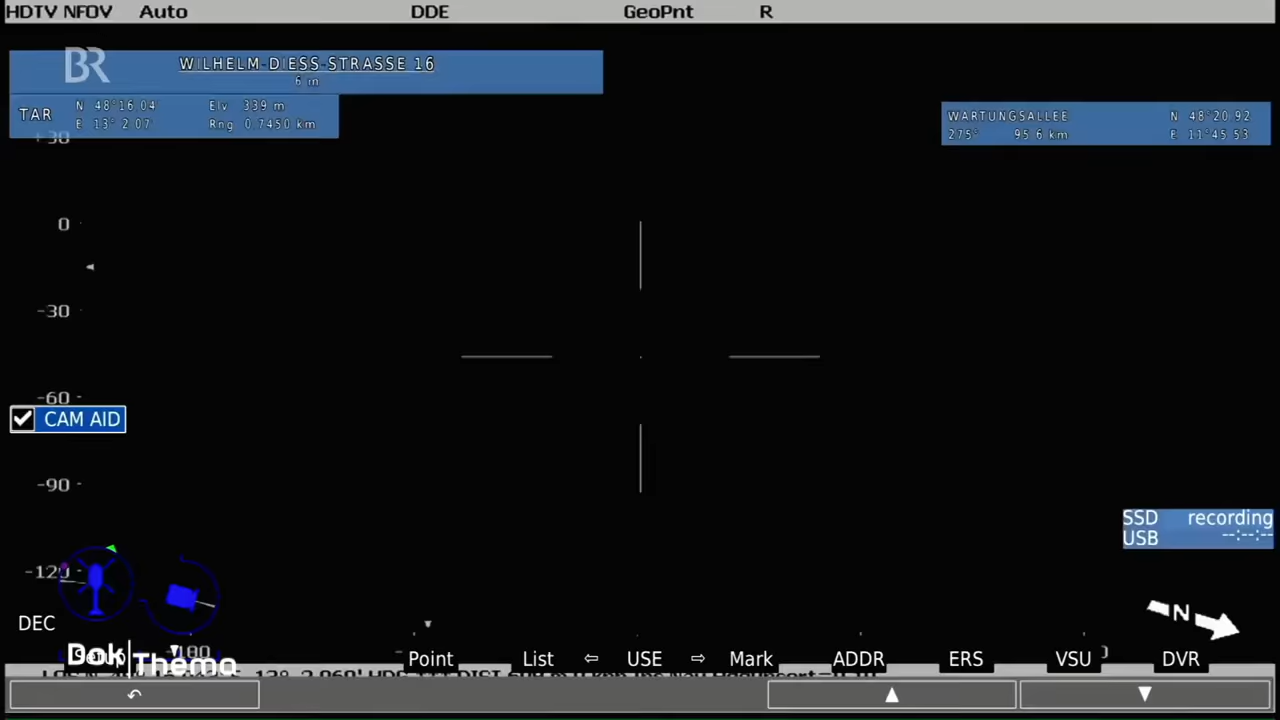 HDTV NFOV Auto DDE GeoPnt R
BR
WILHELM-DIESS-STRASSE 16
6 m
TAR N 48°16.04 Elv 339 m
E 13° 2.07 Rng 0.7450 km
WARTUNGSALLEE N 48°20.92
275° 95.6 km E 11°45.53
+30
0
-30
-60
CAM AID
-90
SSD recording
USB --:--:--
-120
N
DEC
Dok Thema
-180
Point List ⇦ USE ⇨ Mark ADDR ERS VSU DVR